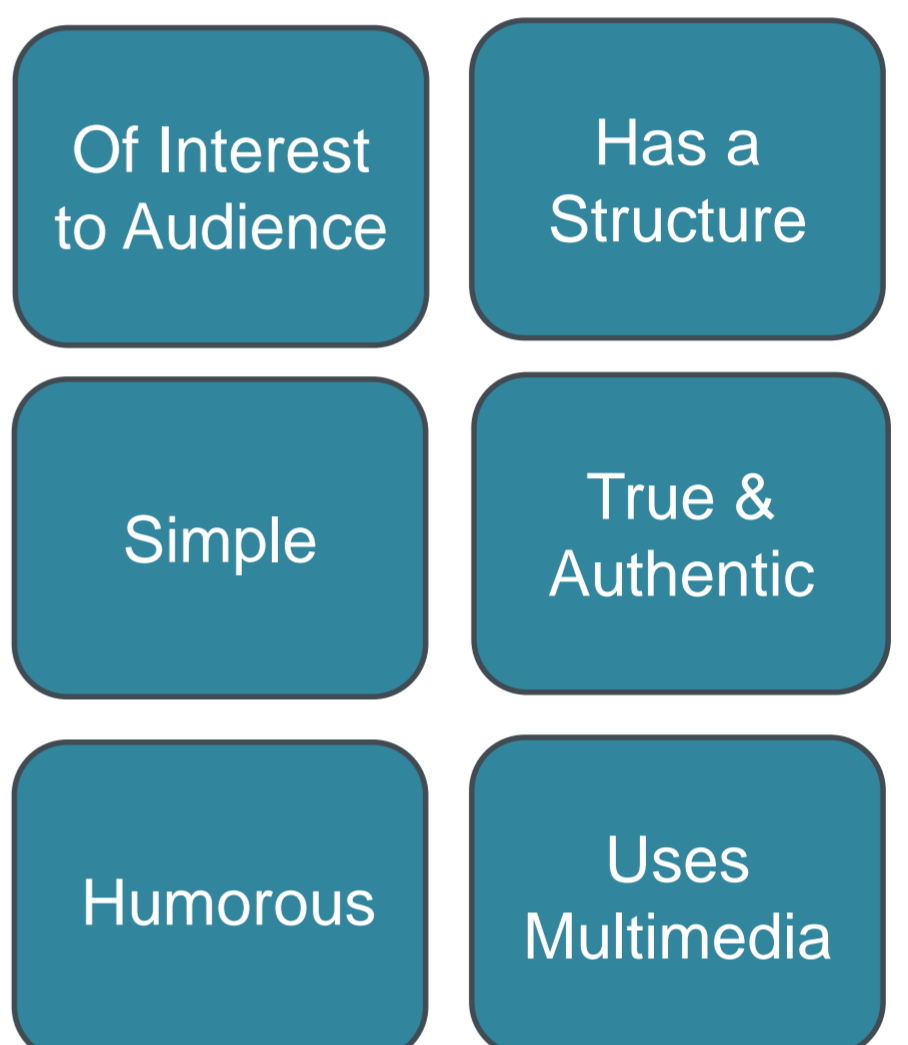 Of Interest
to Audience
Has a
Structure
Simple
True &
Authentic
Humorous
Uses
Multimedia